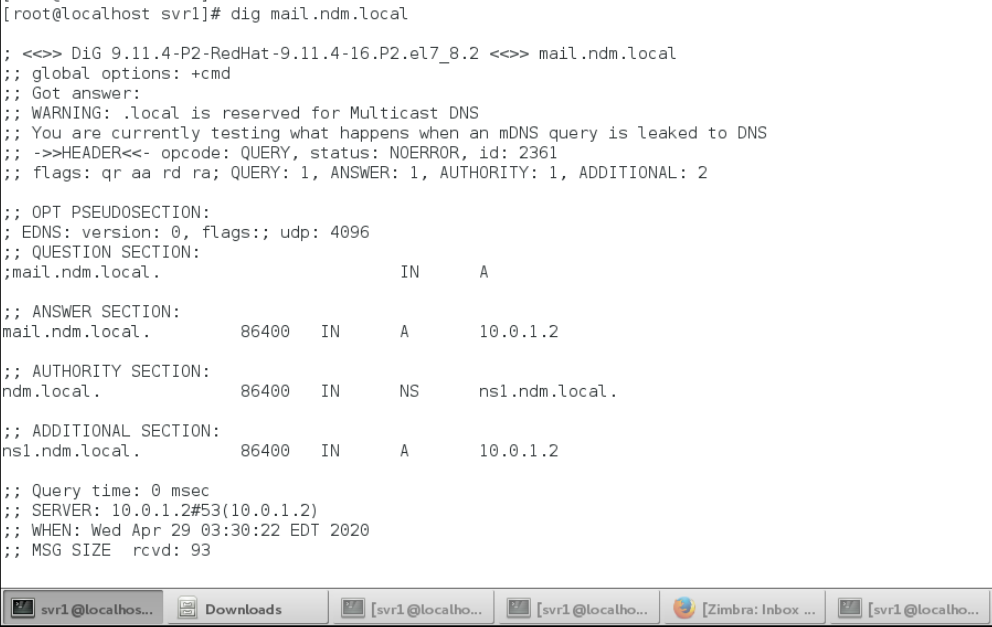 [root@localhost svr1]# dig mail.ndm.local
; <<>> DiG 9.11.4-P2-RedHat-9.11.4-16.P2.el7_8.2 <<>> mail.ndm.local
;; global options: +cmd
;; Got answer:
;; WARNING: .local is reserved for Multicast DNS
;; You are currently testing what happens when an mDNS query is leaked to DNS
;; ->>HEADER<<- opcode: QUERY, status: NOERROR, id: 2361
;; flags: qr aa rd ra; QUERY: 1, ANSWER: 1, AUTHORITY: 1, ADDITIONAL: 2
;; OPT PSEUDOSECTION:
; EDNS: version: 0, flags:; udp: 4096
;; QUESTION SECTION:
;mail.ndm.local. IN A
;; ANSWER SECTION:
mail.ndm.local. 86400 IN A 10.0.1.2
;; AUTHORITY SECTION:
ndm.local. 86400 IN NS ns1.ndm.local.
;; ADDITIONAL SECTION:
ns1.ndm.local. 86400 IN A 10.0.1.2
;; Query time: 0 msec
;; SERVER: 10.0.1.2#53(10.0.1.2)
;; WHEN: Wed Apr 29 03:30:22 EDT 2020
;; MSG SIZE rcvd: 93
svr1@localhos... Downloads [svr1@localho... [svr1@localho... [Zimbra: Inbox ... [svr1@localho...